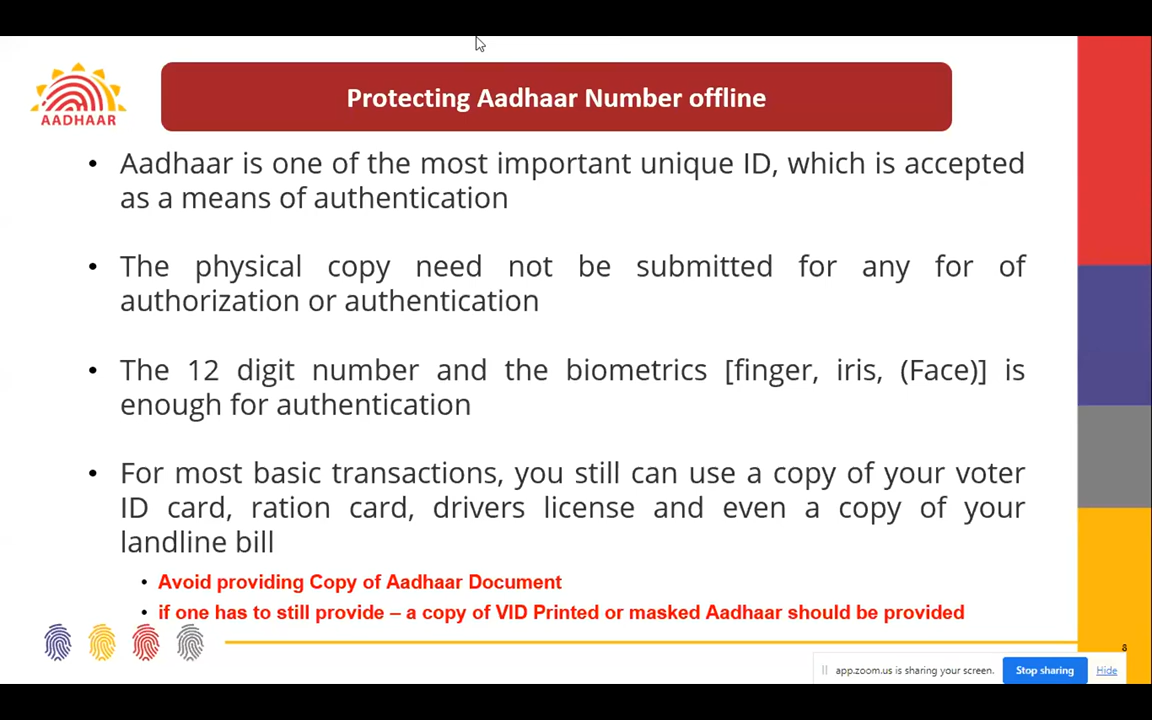 Protecting Aadhaar Number offline
AADHAAR
• Aadhaar is one of the most important unique ID, which is accepted
as a means of authentication
• The physical copy need not be submitted for any for of
authorization or authentication
• The 12 digit number and the biometrics [finger, iris, (Face)] is
enough for authentication
• For most basic transactions, you still can use a copy of your voter
ID card, ration card, drivers license and even a copy of your
landline bill
• Avoid providing Copy of Aadhaar Document
• if one has to still provide – a copy of VID Printed or masked Aadhaar should be provided
8
app.zoom.us is sharing your screen. Stop sharing Hide